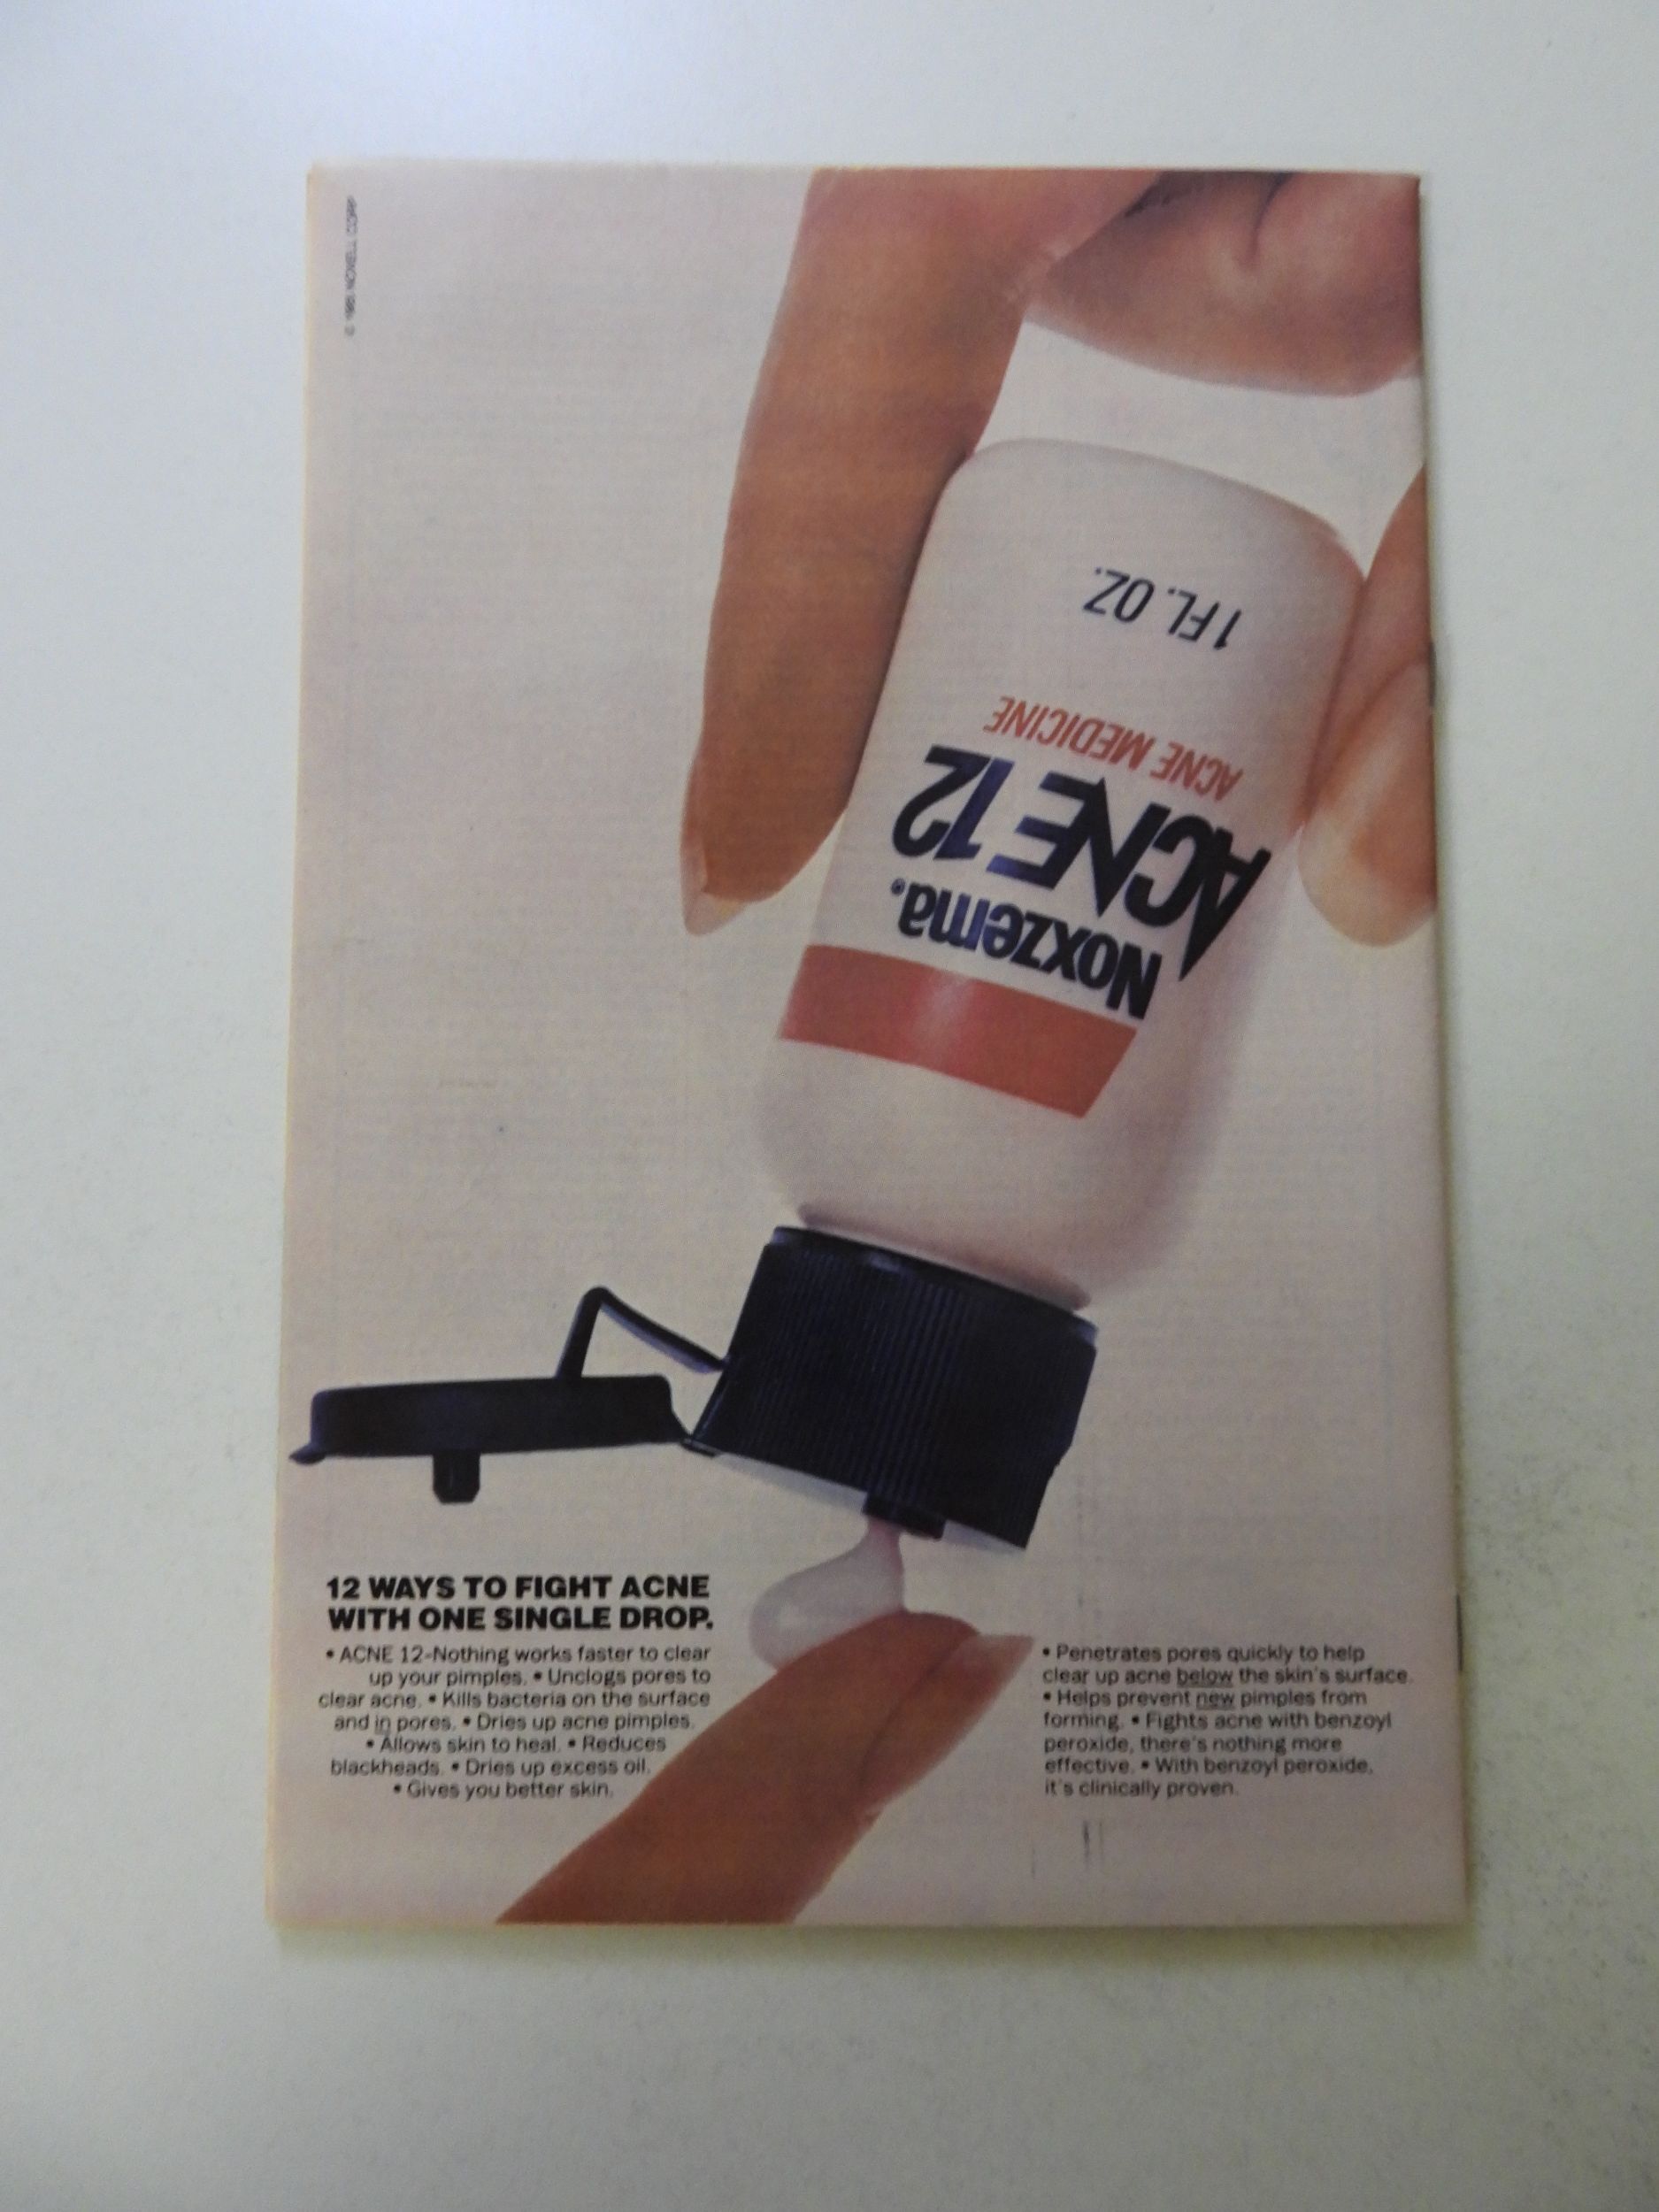 NOXELL CORP.
1 FL. OZ.
ACNE MEDICINE
ACNE 12
Noxzema®
12 WAYS TO FIGHT ACNE
WITH ONE SINGLE DROP.
• ACNE 12-Nothing works faster to clear
up your pimples. • Unclogs pores to
clear acne. • Kills bacteria on the surface
and in pores. • Dries up acne pimples.
• Allows skin to heal. • Reduces
blackheads. • Dries up excess oil.
• Gives you better skin.
• Penetrates pores quickly to help
clear up acne below the skin's surface.
• Helps prevent new pimples from
forming. • Fights acne with benzoyl
peroxide, there's nothing more
effective. • With benzoyl peroxide,
it's clinically proven.